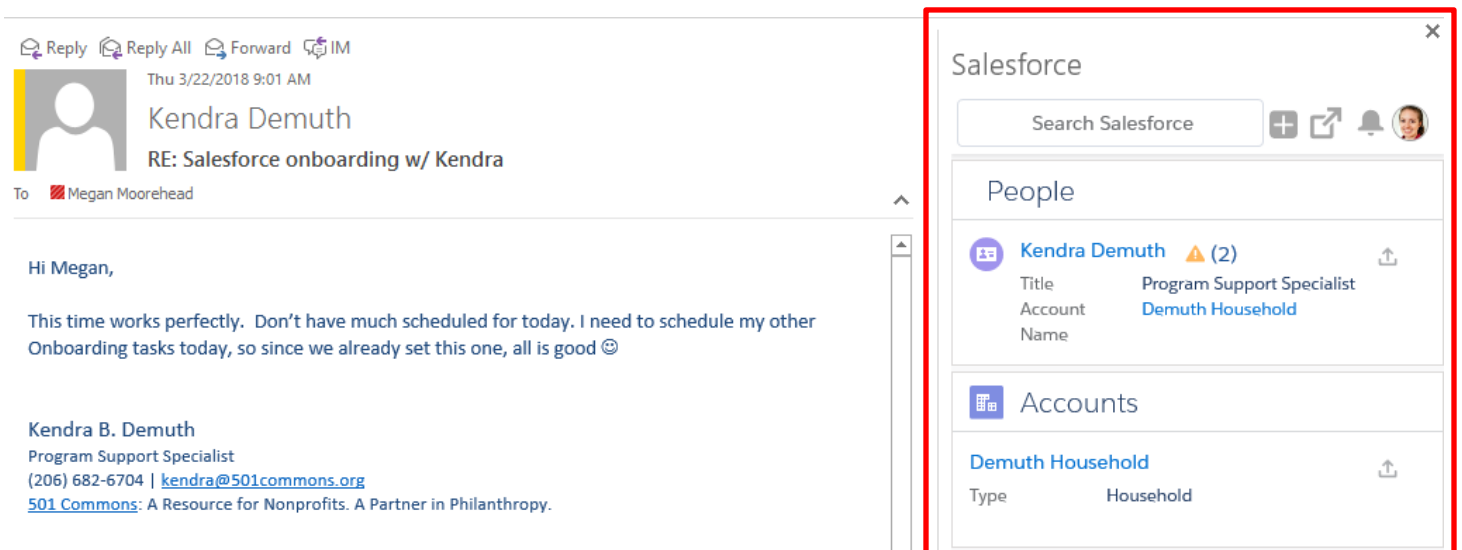 Reply Reply All Forward IM
Thu 3/22/2018 9:01 AM
Kendra Demuth
RE: Salesforce onboarding w/ Kendra
To Megan Moorehead
Hi Megan,
This time works perfectly.  Don't have much scheduled for today. I need to schedule my other
Onboarding tasks today, so since we already set this one, all is good ☺
Kendra B. Demuth
Program Support Specialist
(206) 682-6704 | kendra@501commons.org
501 Commons: A Resource for Nonprofits. A Partner in Philanthropy.
Salesforce
Search Salesforce
People
Kendra Demuth (2)
Title Program Support Specialist
Account Demuth Household
Name
Accounts
Demuth Household
Type Household